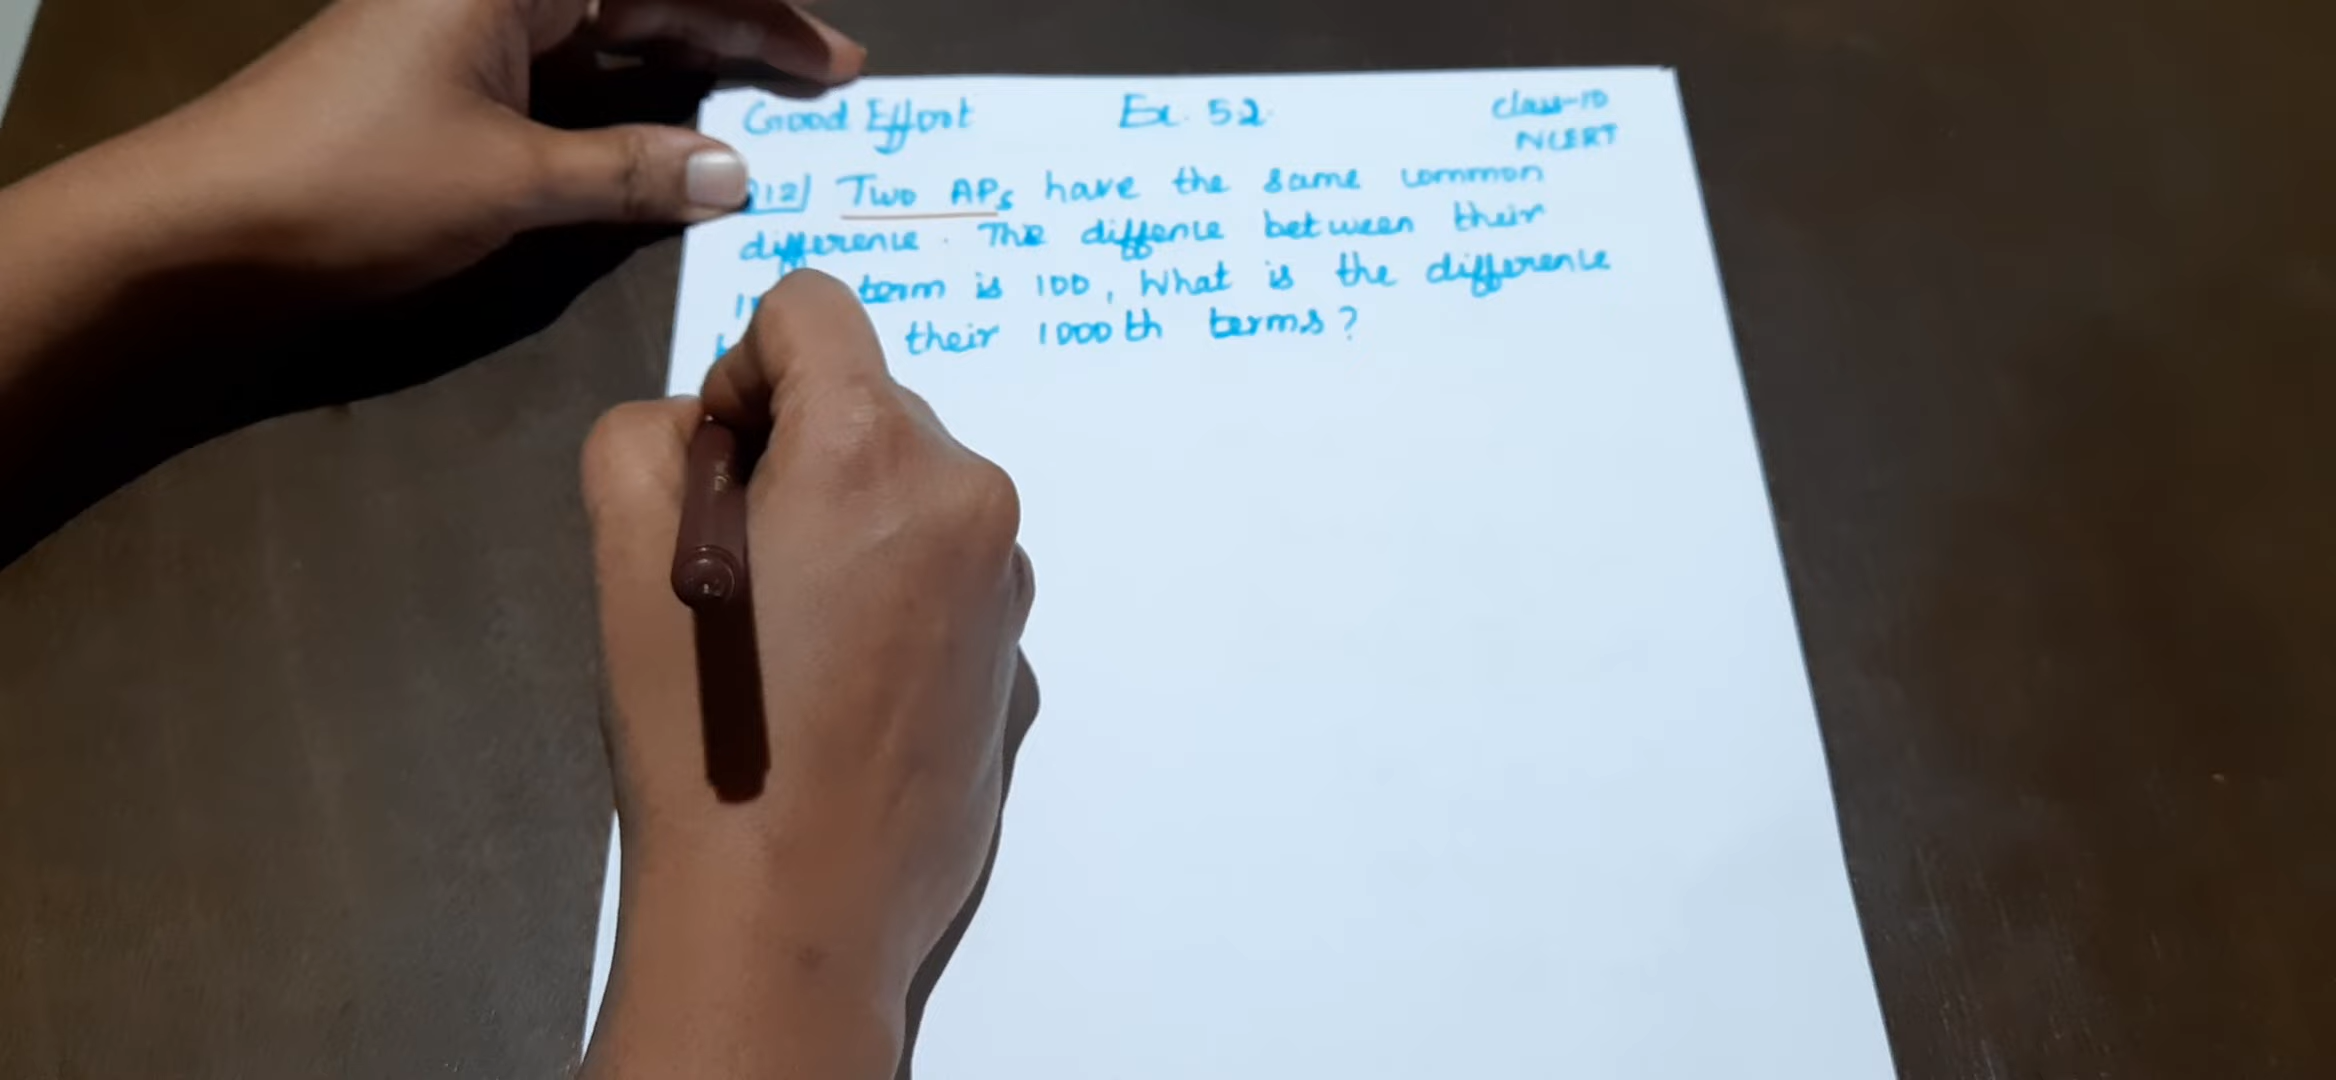 Good Effort Ex. 5.2.
Class-10
NCERT
12 Two APs have the same common
difference. The diffence between their
term is 100, What is the difference
their 1000th terms?